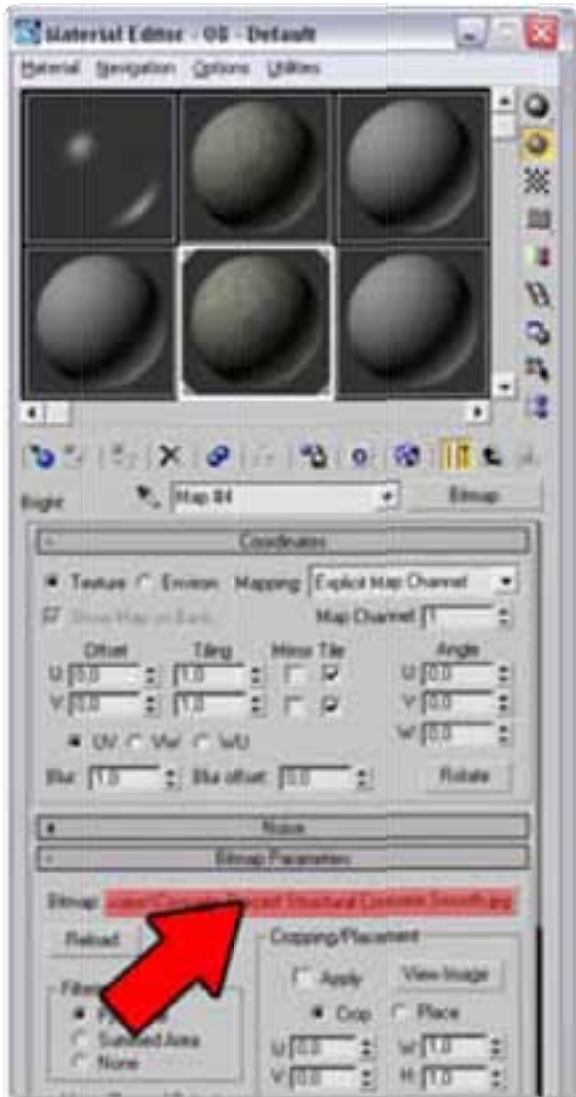 Material Editor - 08 - Default
Material Navigation Options Utilities
Map #4 Bitmap
Coordinates
Texture Environ Mapping: Explicit Map Channel
Show Map on Back Map Channel: 1
Offset Tiling Mirror Tile Angle
U: 0,0 1,0 U: 0,0
V: 0,0 1,0 V: 0,0
UV VW WU W: 0,0
Blur: 1,0 Blur offset: 0,0 Rotate
Noise
Bitmap Parameters
Bitmap: Structural Concrete Smooth.jpg
Reload Cropping/Placement
Apply View Image
Crop Place
Summed Area U: 0,0 W: 1,0
None V: 0,0 H: 1,0